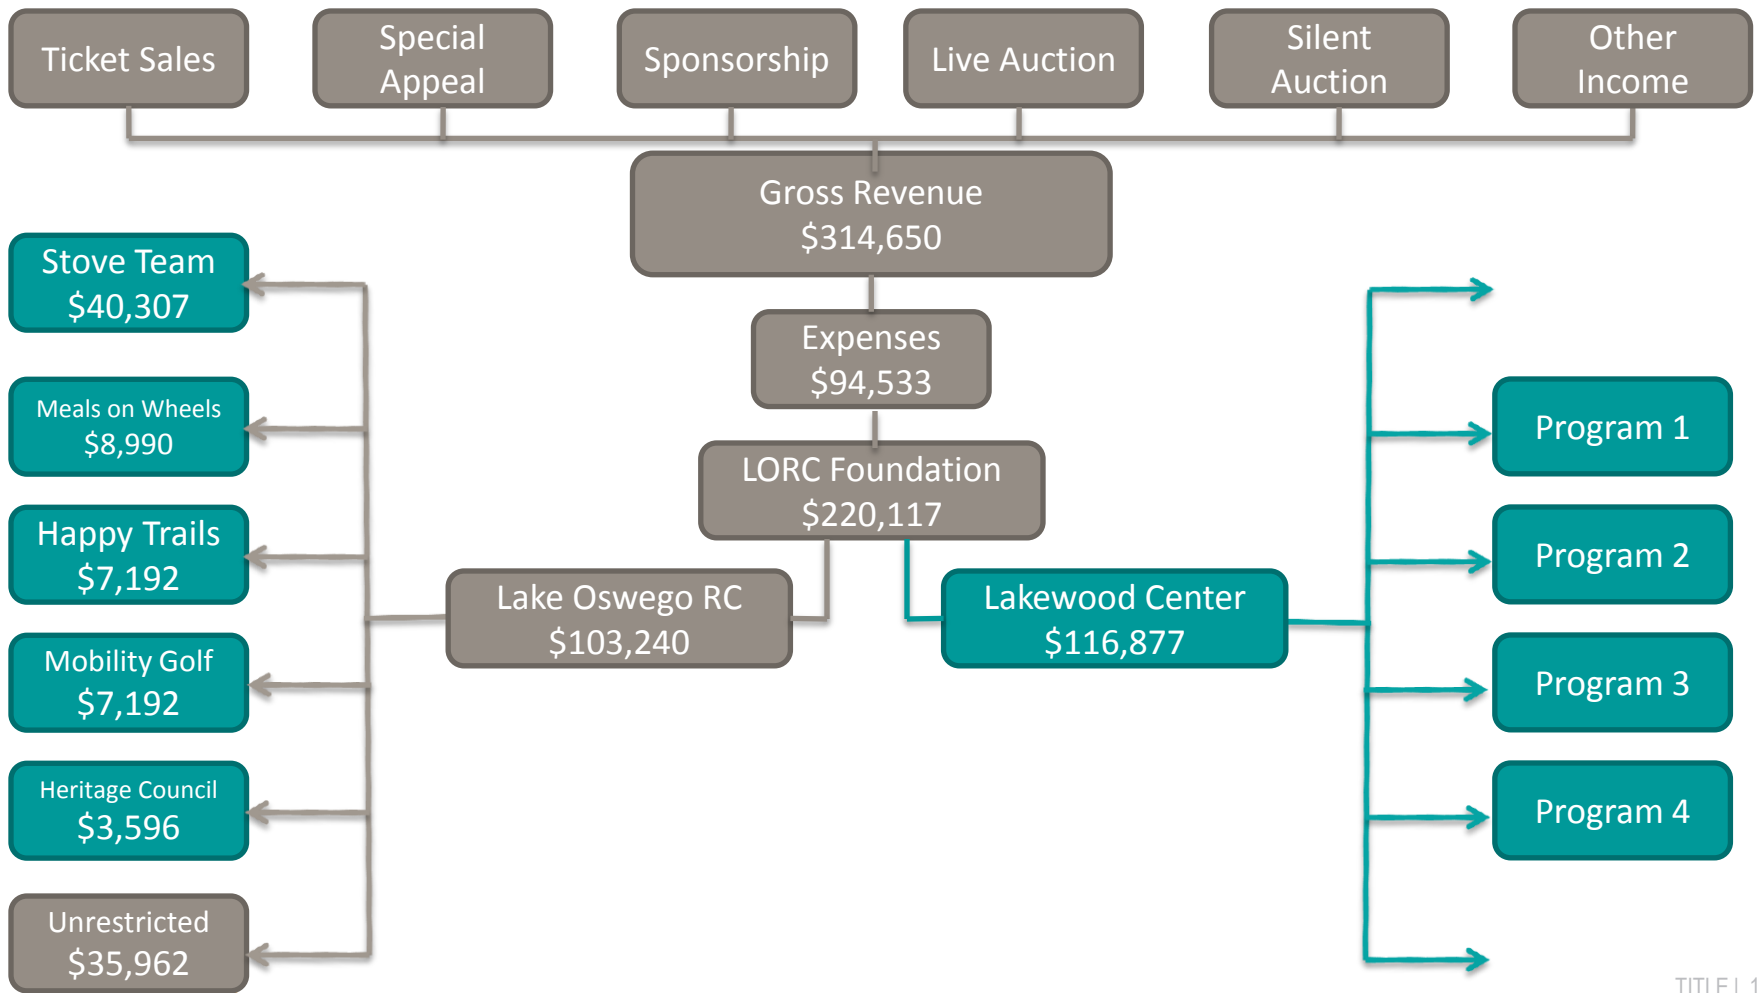 Ticket Sales
Special
Appeal
Sponsorship
Live Auction
Silent
Auction
Other
Income
Gross Revenue
$314,650
Expenses
$94,533
LORC Foundation
$220,117
Lake Oswego RC
$103,240
Lakewood Center
$116,877
Stove Team
$40,307
Meals on Wheels
$8,990
Happy Trails
$7,192
Mobility Golf
$7,192
Heritage Council
$3,596
Unrestricted
$35,962
Program 1
Program 2
Program 3
Program 4
TITLE | 1